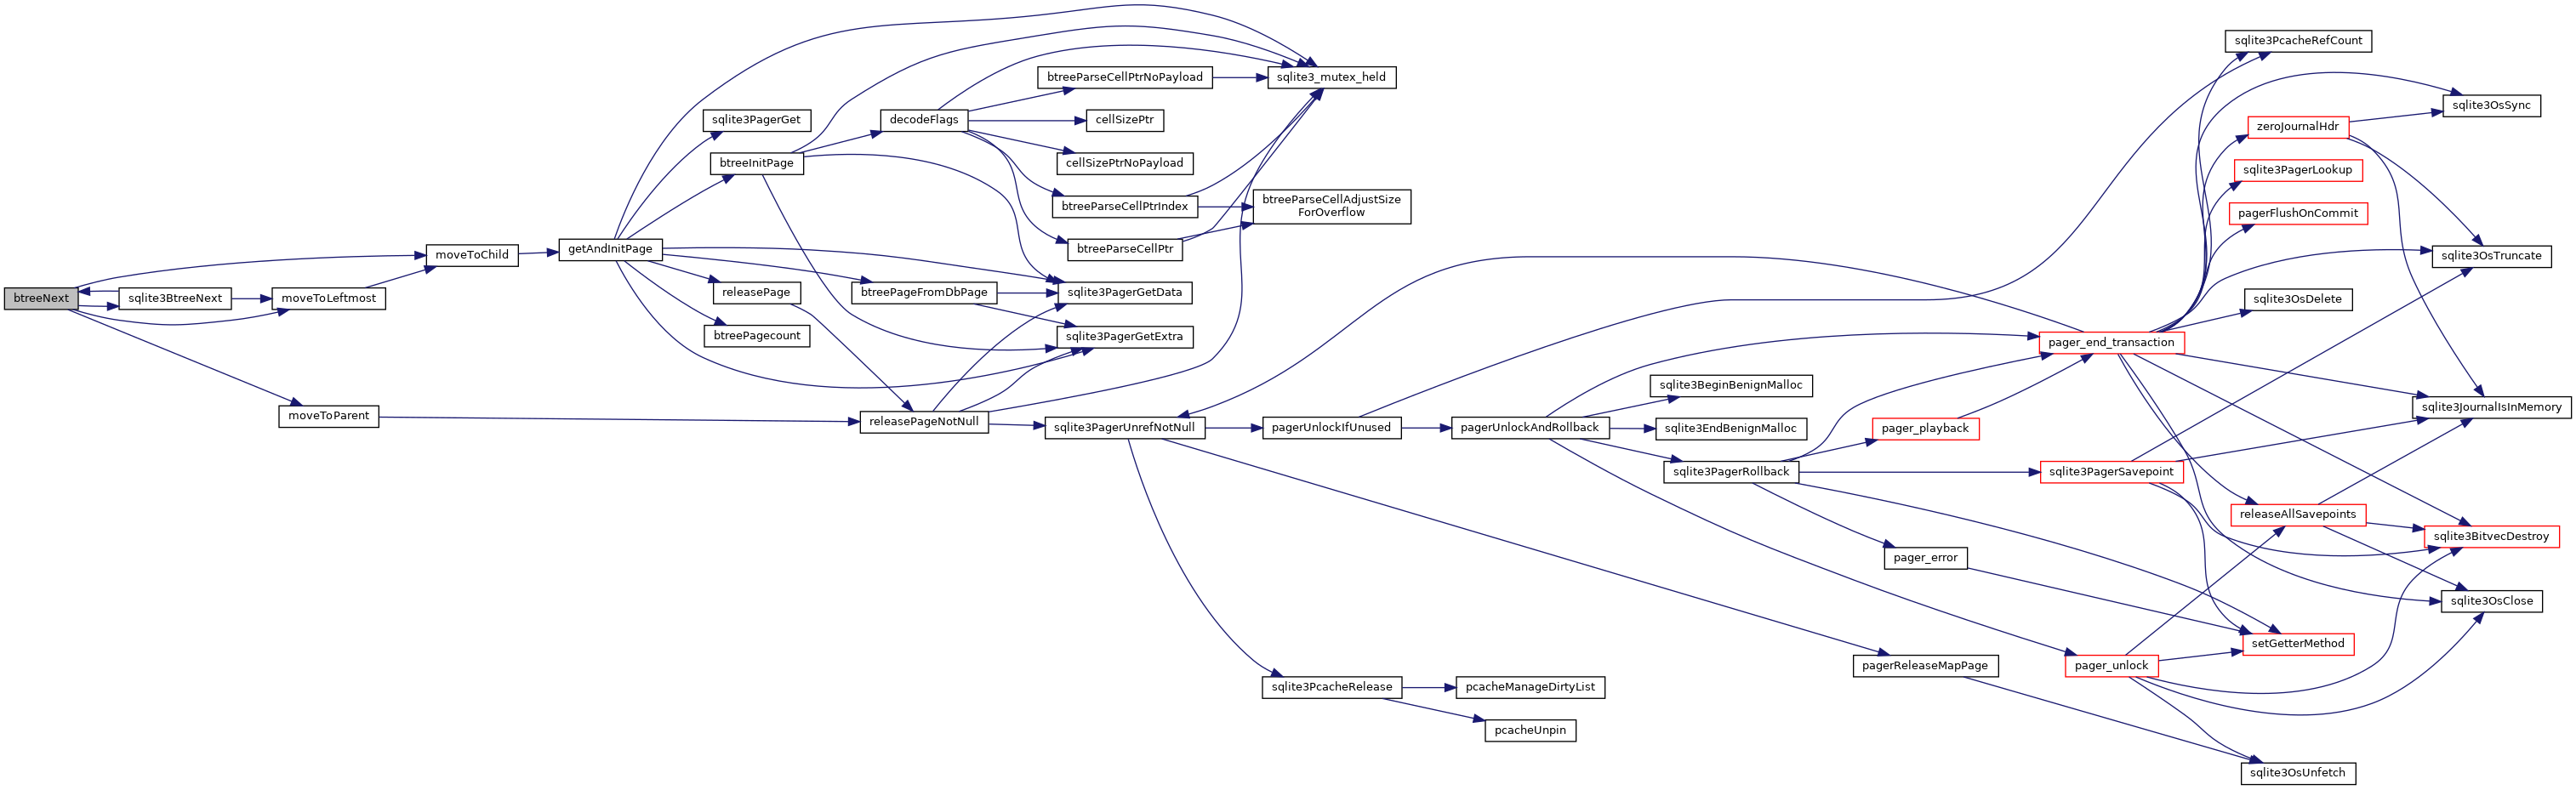 btreeNext
sqlite3BtreeNext
moveToLeftmost
moveToParent
moveToChild
getAndInitPage
sqlite3PagerGet
btreeInitPage
releasePage
btreePagecount
decodeFlags
btreePageFromDbPage
releasePageNotNull
btreeParseCellPtrNoPayload
cellSizePtr
cellSizePtrNoPayload
btreeParseCellPtrIndex
btreeParseCellPtr
sqlite3PagerGetData
sqlite3PagerGetExtra
sqlite3PagerUnrefNotNull
sqlite3_mutex_held
btreeParseCellAdjustSize
ForOverflow
pagerUnlockIfUnused
sqlite3PcacheRelease
pagerUnlockAndRollback
pcacheManageDirtyList
pcacheUnpin
sqlite3BeginBenignMalloc
sqlite3EndBenignMalloc
sqlite3PagerRollback
pager_playback
pager_error
pagerReleaseMapPage
pager_end_transaction
sqlite3PagerSavepoint
pager_unlock
sqlite3PcacheRefCount
zeroJournalHdr
sqlite3PagerLookup
pagerFlushOnCommit
sqlite3OsDelete
releaseAllSavepoints
setGetterMethod
sqlite3OsUnfetch
sqlite3OsSync
sqlite3OsTruncate
sqlite3JournalIsInMemory
sqlite3BitvecDestroy
sqlite3OsClose